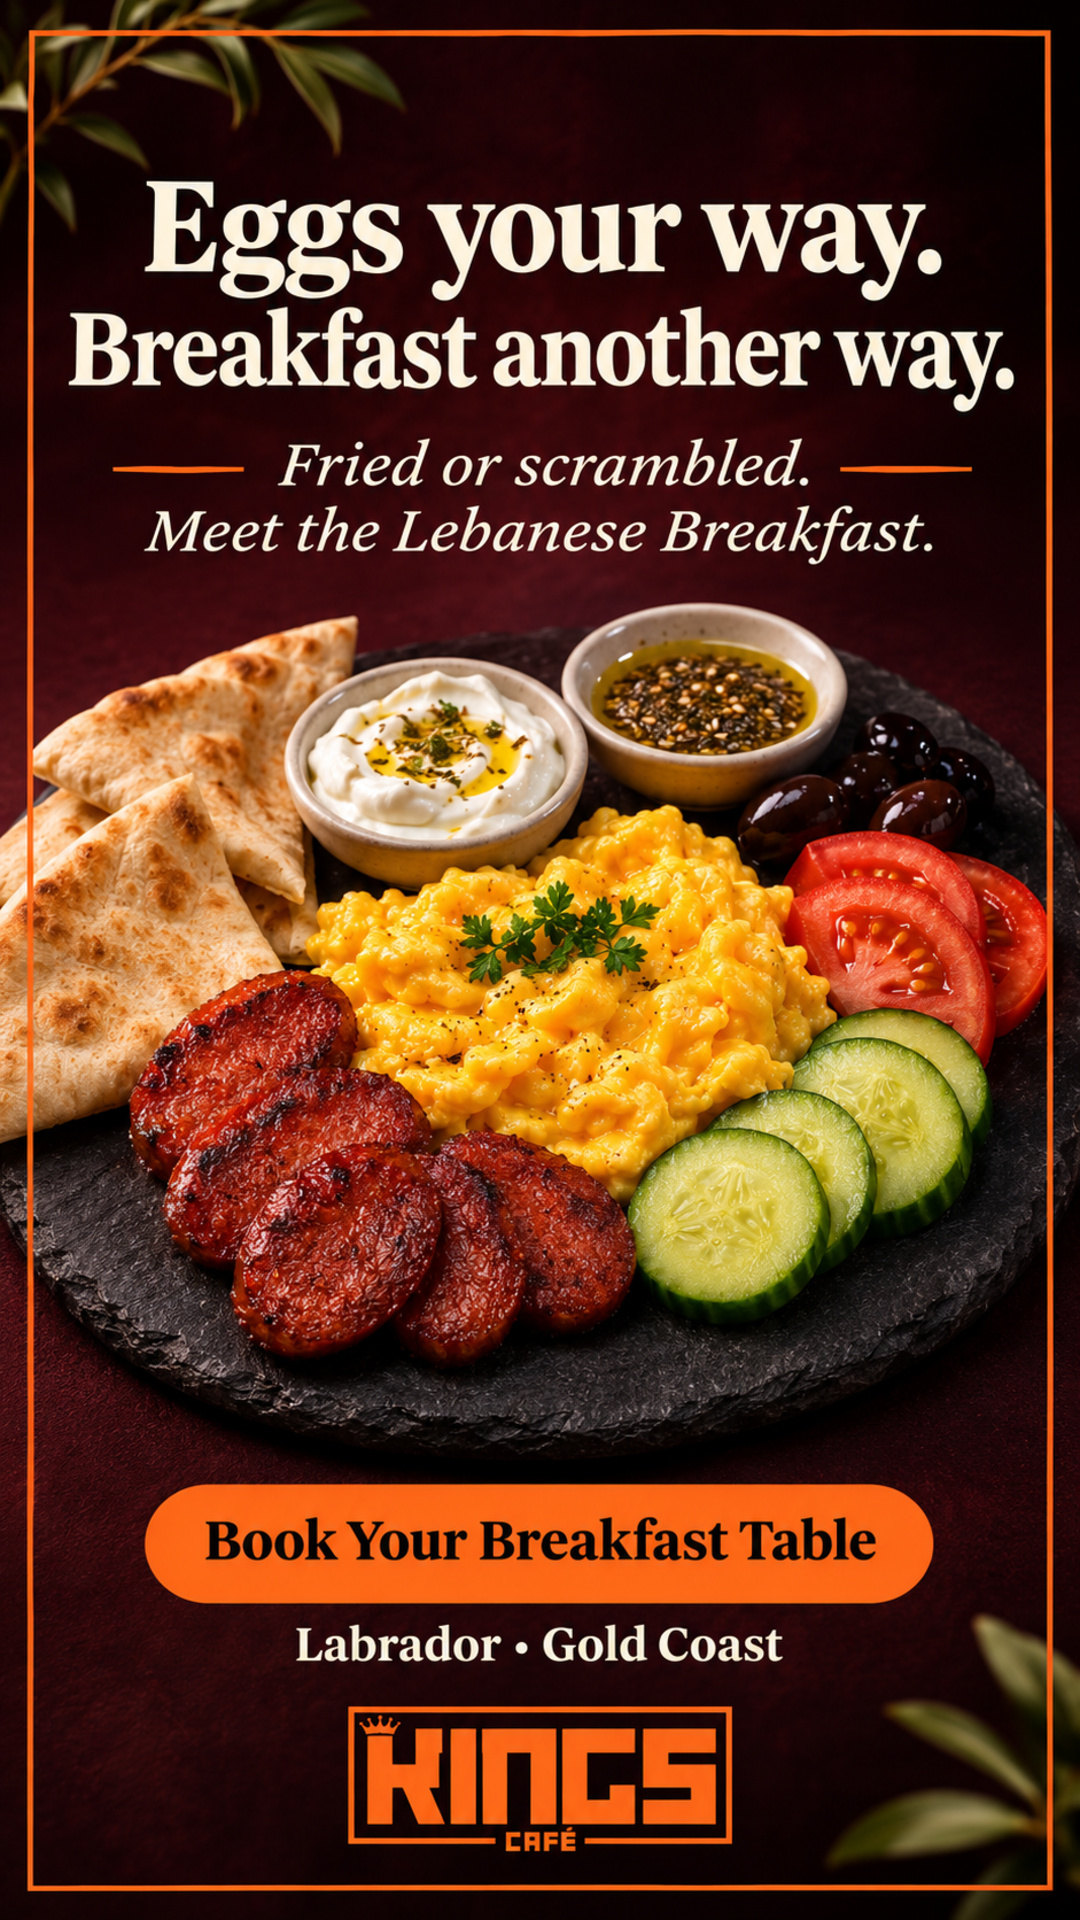 Eggs your way.
Breakfast another way.
Fried or scrambled.
Meet the Lebanese Breakfast.
Book Your Breakfast Table
Labrador • Gold Coast
KINGS
CAFÉ